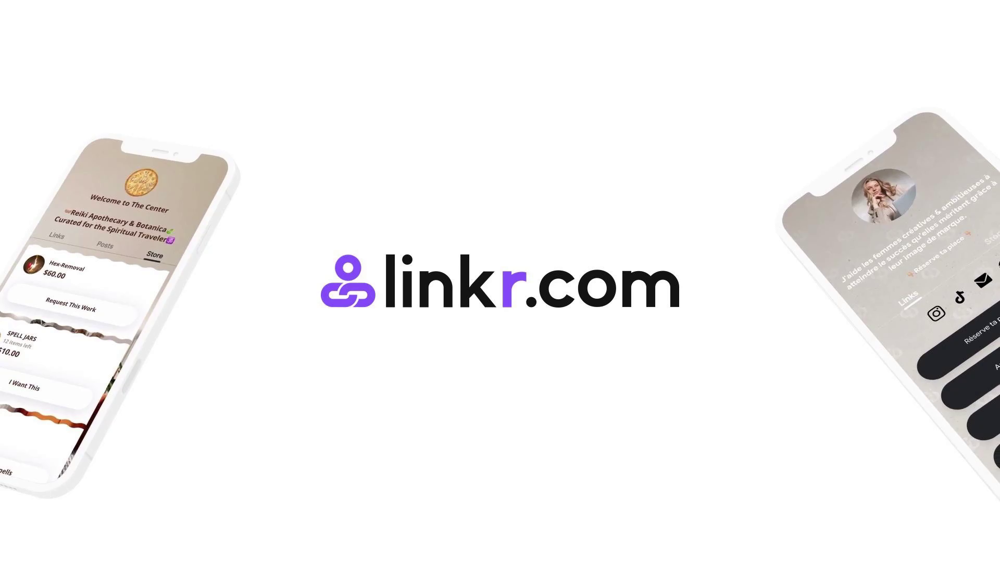 Welcome to The Center
Reiki Apothecary & Botanica
Curated for the Spiritual Traveler
Links
Posts
Store
Hex-Removal
$60.00
Request This Work
SPELL JARS
12 items left
$10.00
I Want This
linkr.com
J'aide les femmes créatives & ambitieuses à
atteindre le succès qu'elles méritent grâce à
leur image de marque.
Réserve ta place
Links
Réserve ta